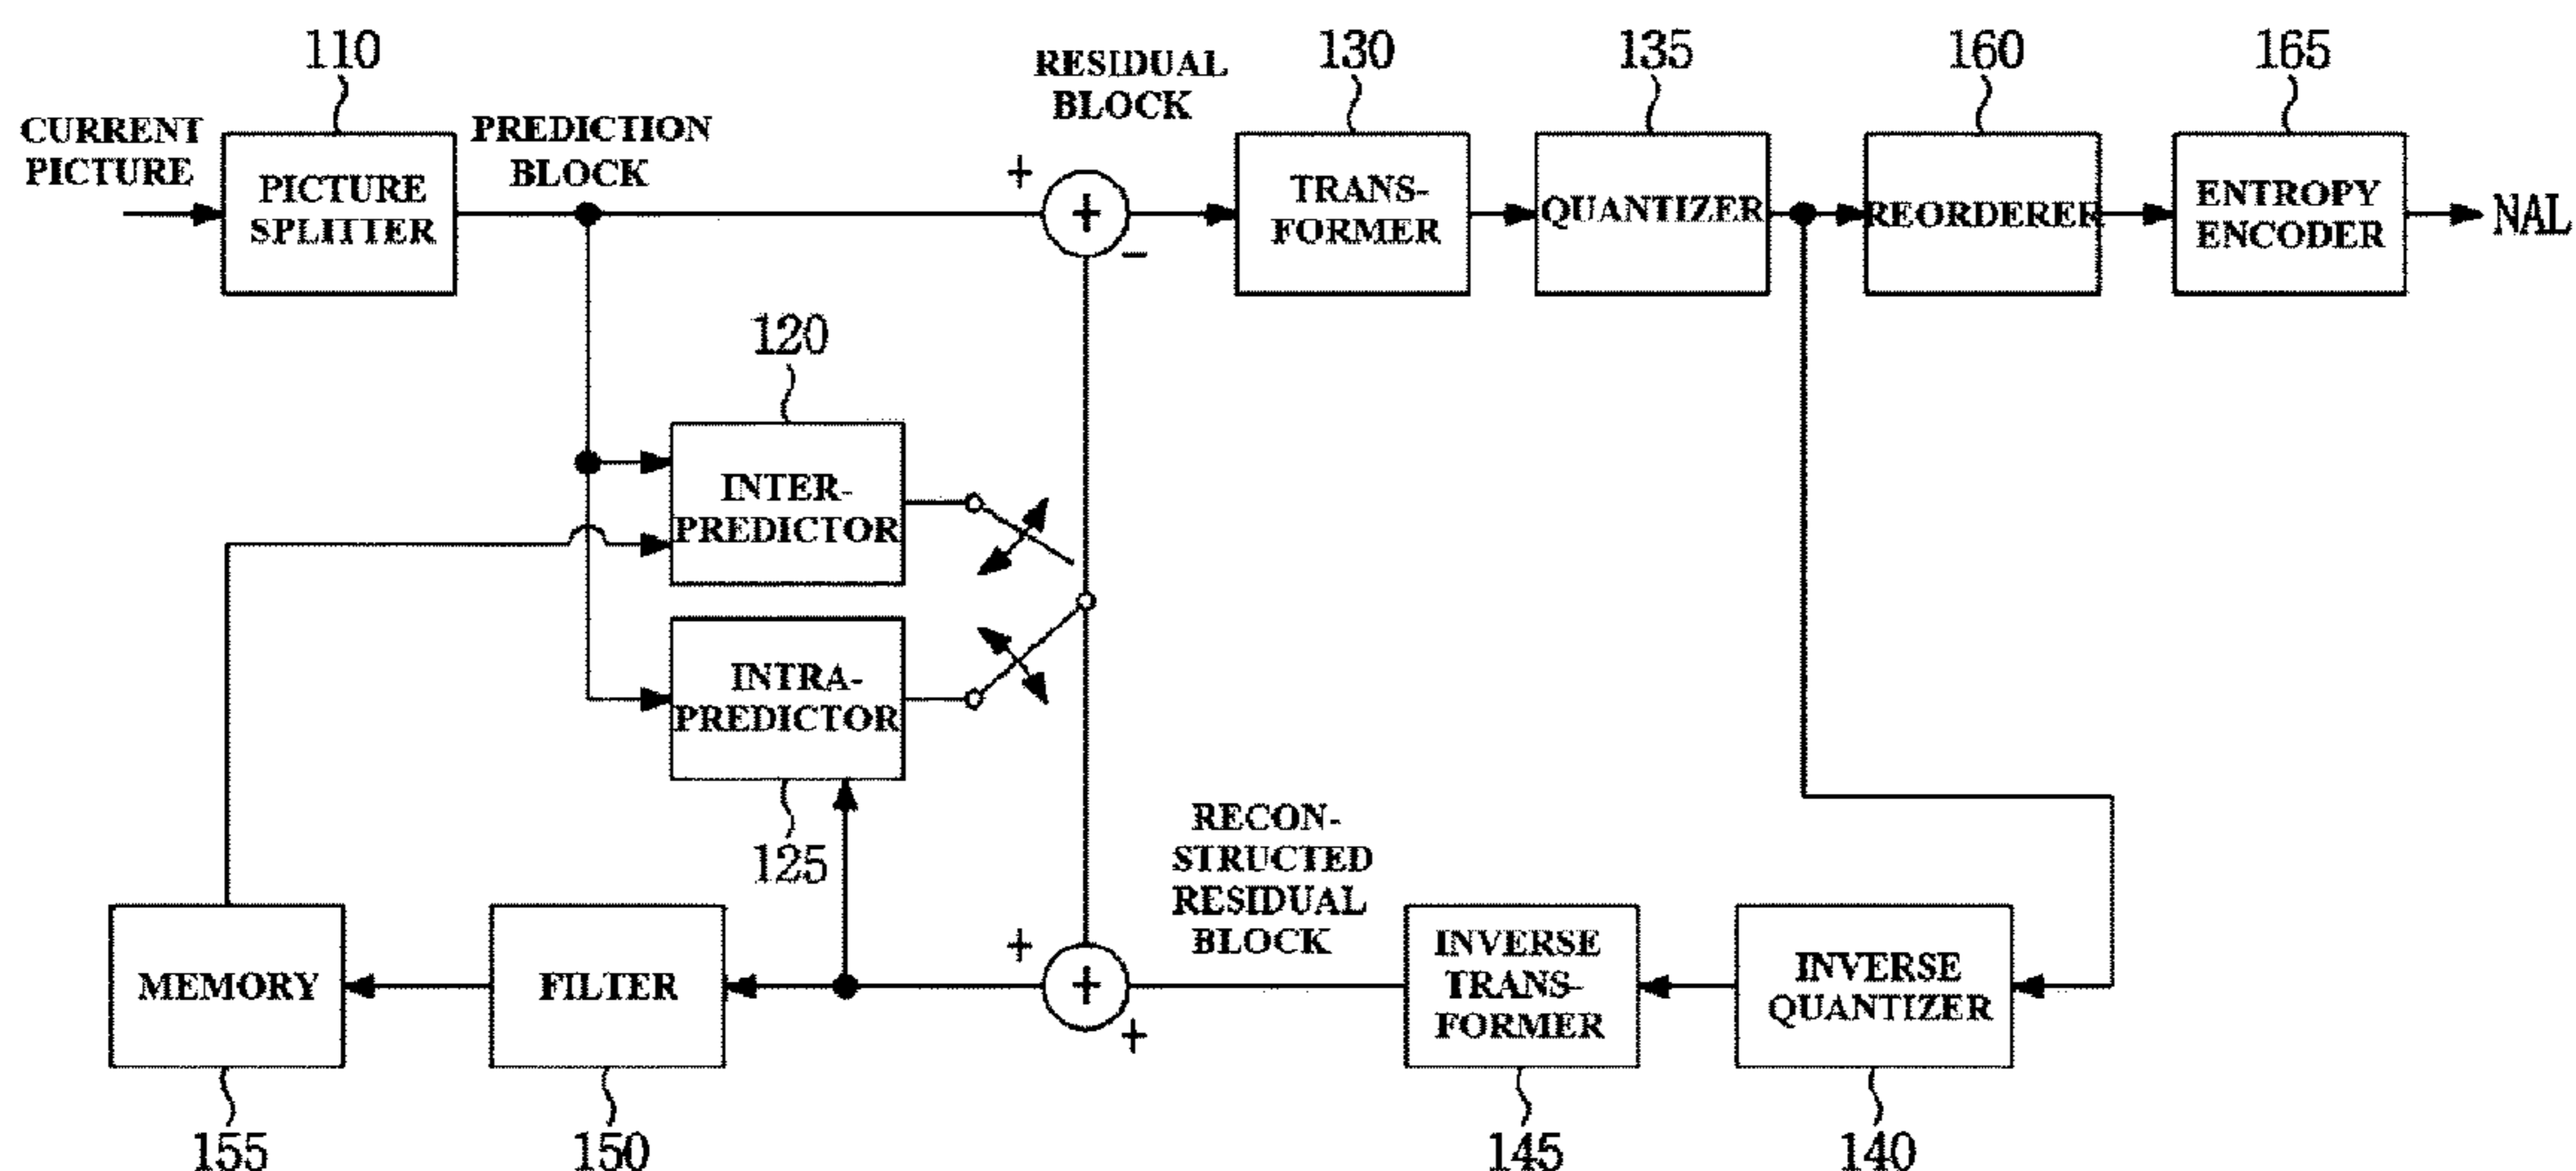 110
RESIDUAL
BLOCK
130
135
160
165
CURRENT
PICTURE
PICTURE
SPLITTER
PREDICTION
BLOCK
+
+
−
TRANS-
FORMER
QUANTIZER
REORDERER
ENTROPY
ENCODER
NAL
120
INTER-
PREDICTOR
INTRA-
PREDICTOR
125
RECON-
STRUCTED
RESIDUAL
BLOCK
MEMORY
FILTER
+
+
+
INVERSE
TRANS-
FORMER
INVERSE
QUANTIZER
155
150
145
140